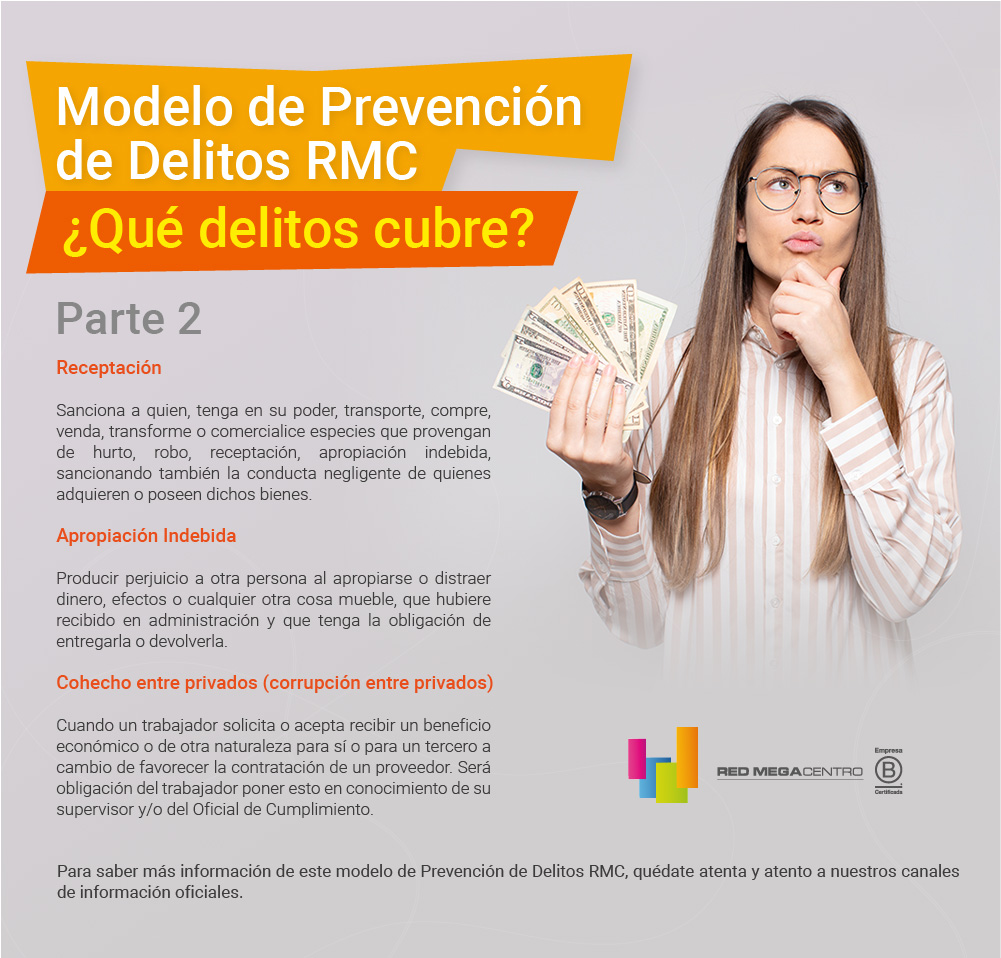 Modelo de Prevención
de Delitos RMC
¿Qué delitos cubre?
Parte 2
Receptación
Sanciona a quien, tenga en su poder, transporte, compre,
venda, transforme o comercialice especies que provengan
de hurto, robo, receptación, apropiación indebida,
sancionando también la conducta negligente de quienes
adquieren o poseen dichos bienes.
Apropiación Indebida
Producir perjuicio a otra persona al apropiarse o distraer
dinero, efectos o cualquier otra cosa mueble, que hubiere
recibido en administración y que tenga la obligación de
entregarla o devolverla.
Cohecho entre privados (corrupción entre privados)
Cuando un trabajador solicita o acepta recibir un beneficio
económico o de otra naturaleza para sí o para un tercero a
cambio de favorecer la contratación de un proveedor. Será
obligación del trabajador poner esto en conocimiento de su
supervisor y/o del Oficial de Cumplimiento.
RED MEGACENTRO
Empresa
B
Certificada
Para saber más información de este modelo de Prevención de Delitos RMC, quédate atenta y atento a nuestros canales
de información oficiales.